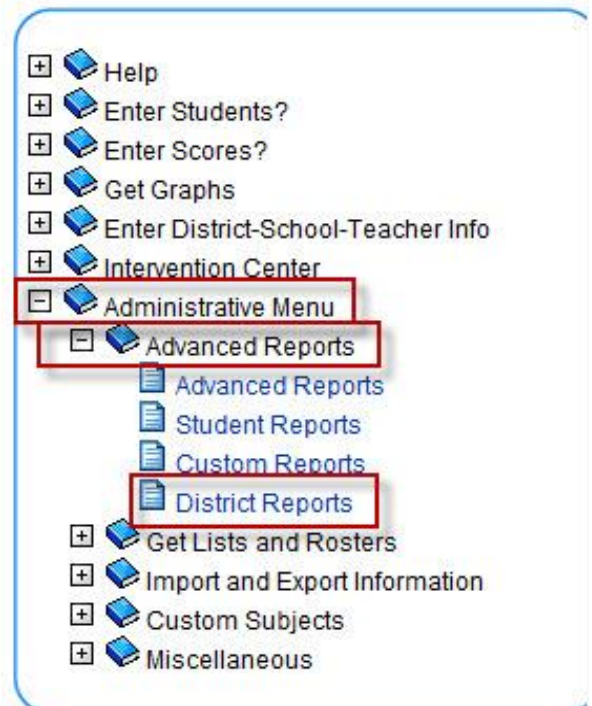 Help
Enter Students?
Enter Scores?
Get Graphs
Enter District-School-Teacher Info
Intervention Center
Administrative Menu
Advanced Reports
Advanced Reports
Student Reports
Custom Reports
District Reports
Get Lists and Rosters
Import and Export Information
Custom Subjects
Miscellaneous